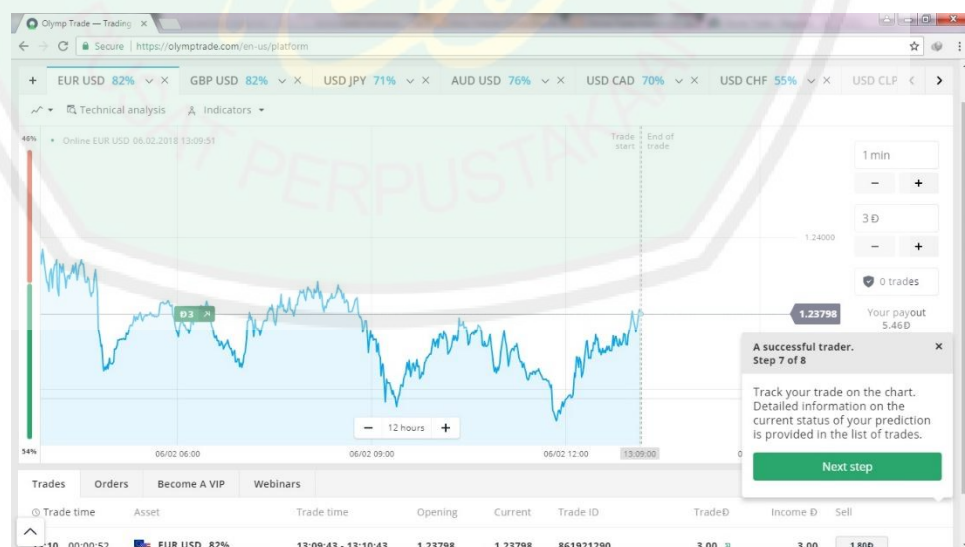 Olymp Trade — Trading
Secure | https://olymptrade.com/en-us/platform
+ EUR USD 82% GBP USD 82% USD JPY 71% AUD USD 76% USD CAD 70% USD CHF 55% USD CLP
Technical analysis Indicators
46% Online EUR USD 06.02.2018 13:09:51
Trade start
End of trade
1 min
− +
1.24000
3 Đ
− +
0 trades
PERPUSTAKAAN
Đ3
1.23798
Your payout
5.46 Đ
A successful trader.
Step 7 of 8
Track your trade on the chart.
Detailed information on the
current status of your prediction
is provided in the list of trades.
Next step
− 12 hours +
54%
06/02 06:00 06/02 09:00 06/02 12:00 13:09:00
Trades Orders Become A VIP Webinars
Trade time Asset Trade time Opening Current Trade ID Trade Đ Income Đ Sell
00:00:52 EUR USD 82% 13:09:43 - 13:10:43 1.23798 1.23798 861921290 3.00 3.00 1.80Đ